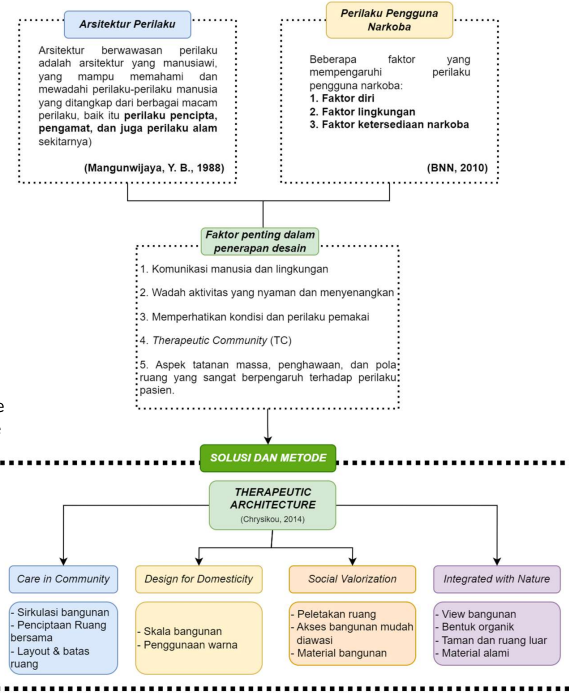 Arsitektur Perilaku
Arsitektur berwawasan perilaku
adalah arsitektur yang manusiawi,
yang mampu memahami dan
mewadahi perilaku-perilaku manusia
yang ditangkap dari berbagai macam
perilaku, baik itu perilaku pencipta,
pengamat, dan juga perilaku alam
sekitarnya)
(Mangunwijaya, Y. B., 1988)
Perilaku Pengguna
Narkoba
Beberapa faktor yang
mempengaruhi perilaku
pengguna narkoba:
1. Faktor diri
2. Faktor lingkungan
3. Faktor ketersediaan narkoba
(BNN, 2010)
Faktor penting dalam
penerapan desain
1. Komunikasi manusia dan lingkungan
2. Wadah aktivitas yang nyaman dan menyenangkan
3. Memperhatikan kondisi dan perilaku pemakai
4. Therapeutic Community (TC)
5. Aspek tatanan massa, penghawaan, dan pola
ruang yang sangat berpengaruh terhadap perilaku
pasien.
SOLUSI DAN METODE
THERAPEUTIC
ARCHITECTURE
(Chrysikou, 2014)
Care in Community
- Sirkulasi bangunan
- Penciptaan Ruang
bersama
- Layout & batas
ruang
Design for Domesticity
- Skala bangunan
- Penggunaan warna
Social Valorization
- Peletakan ruang
- Akses bangunan mudah
diawasi
- Material bangunan
Integrated with Nature
- View bangunan
- Bentuk organik
- Taman dan ruang luar
- Material alami